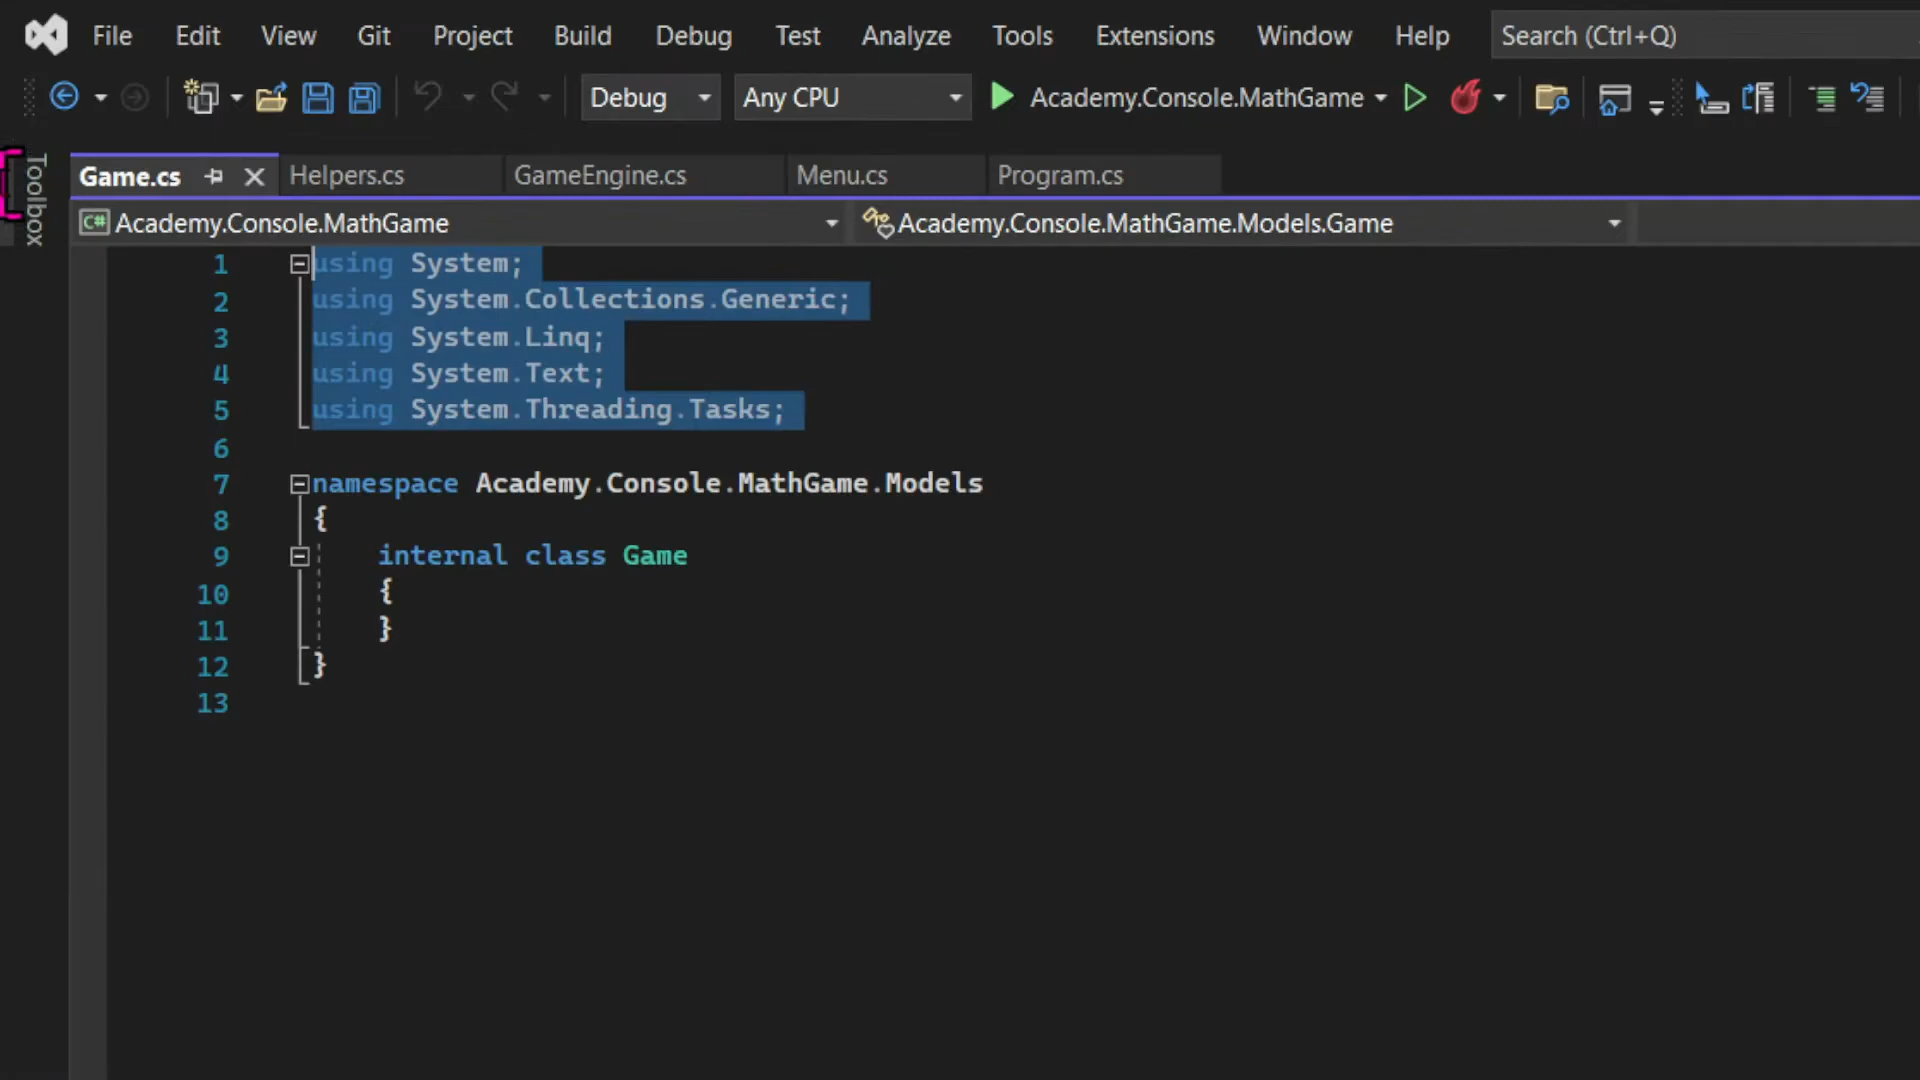 File Edit View Git Project Build Debug Test Analyze Tools Extensions Window Help Search (Ctrl+Q)
Debug Any CPU Academy.Console.MathGame
Toolbox
Game.cs Helpers.cs GameEngine.cs Menu.cs Program.cs
C# Academy.Console.MathGame Academy.Console.MathGame.Models.Game
1 using System;
2 using System.Collections.Generic;
3 using System.Linq;
4 using System.Text;
5 using System.Threading.Tasks;
6
7 namespace Academy.Console.MathGame.Models
8 {
9 internal class Game
10 {
11 }
12 }
13